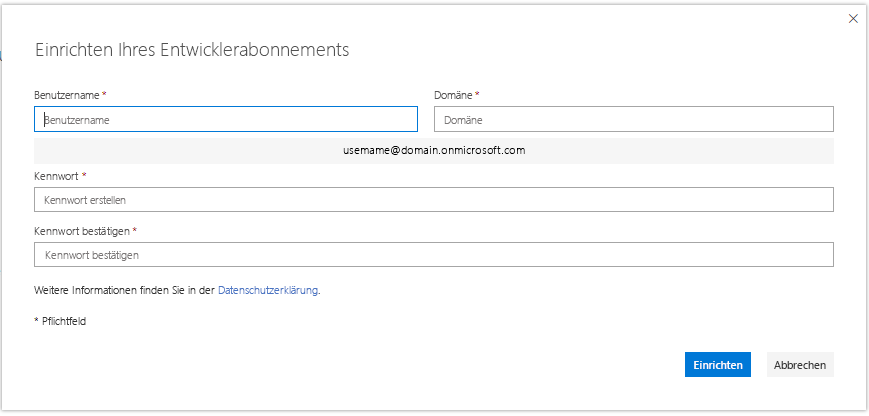 Einrichten Ihres Entwicklerabonnements
Benutzername * Domäne *
Benutzername Domäne
username@domain.onmicrosoft.com
Kennwort *
Kennwort erstellen
Kennwort bestätigen *
Kennwort bestätigen
Weitere Informationen finden Sie in der Datenschutzerklärung.
* Pflichtfeld
Einrichten Abbrechen